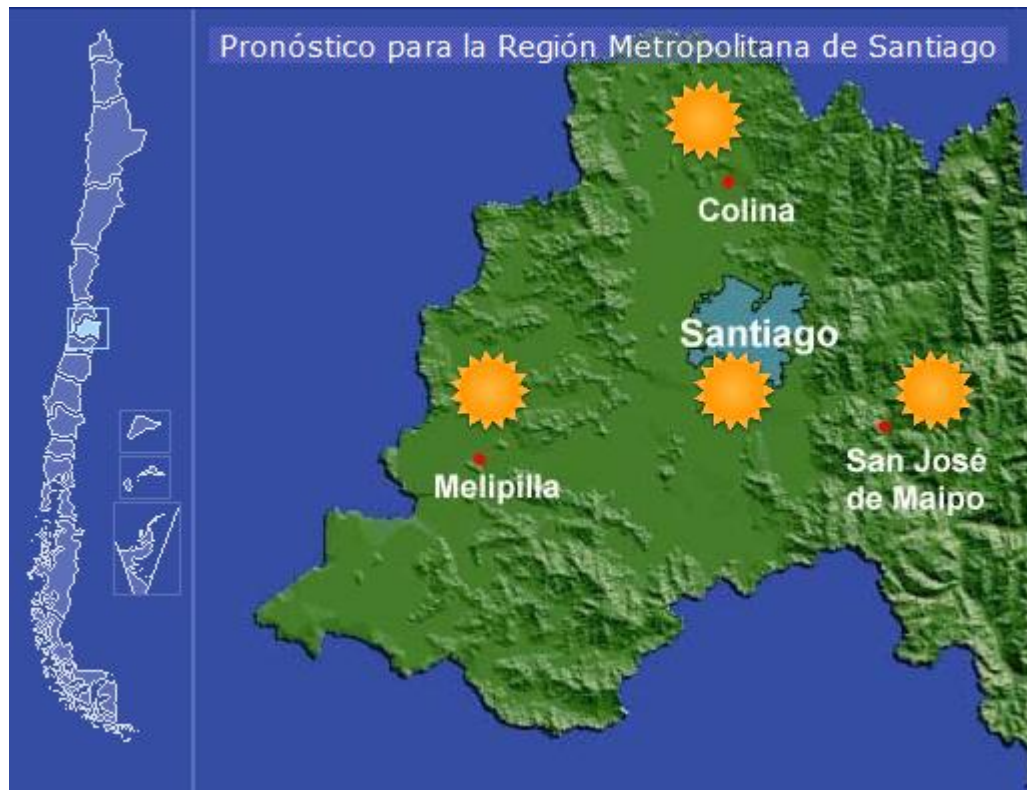 Pronóstico para la Región Metropolitana de Santiago
Colina
Santiago
Melipilla
San José
de Maipo